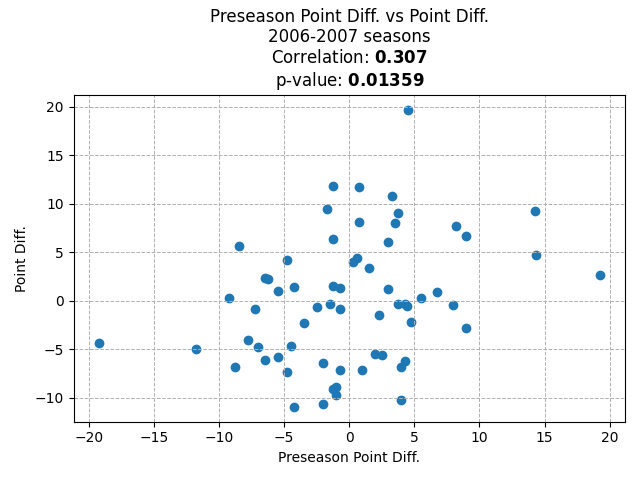 Preseason Point Diff. vs Point Diff.
2006-2007 seasons
Correlation: 0.307
p-value: 0.01359
20
15
10
5
0
−5
−10
Point Diff.
−20 −15 −10 −5 0 5 10 15 20
Preseason Point Diff.